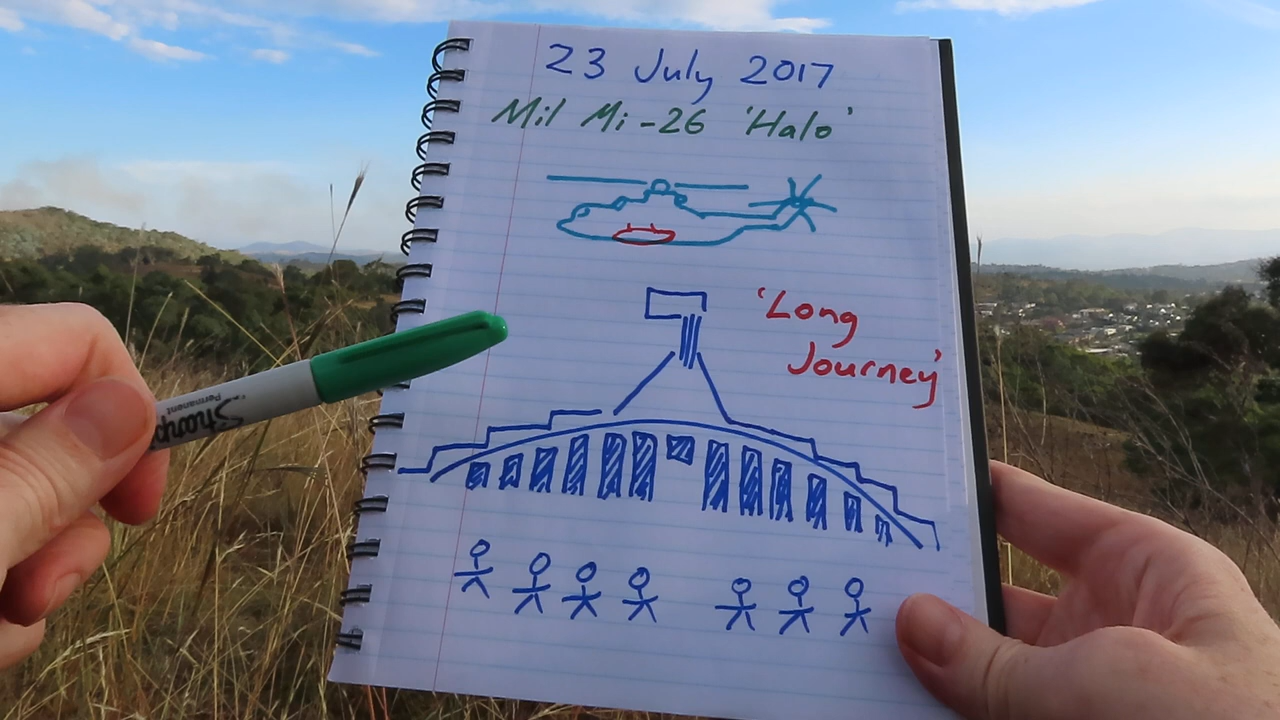 23 July 2017
Mil Mi-26 'Halo'
'Long
Journey'
Sharpie
Permanent